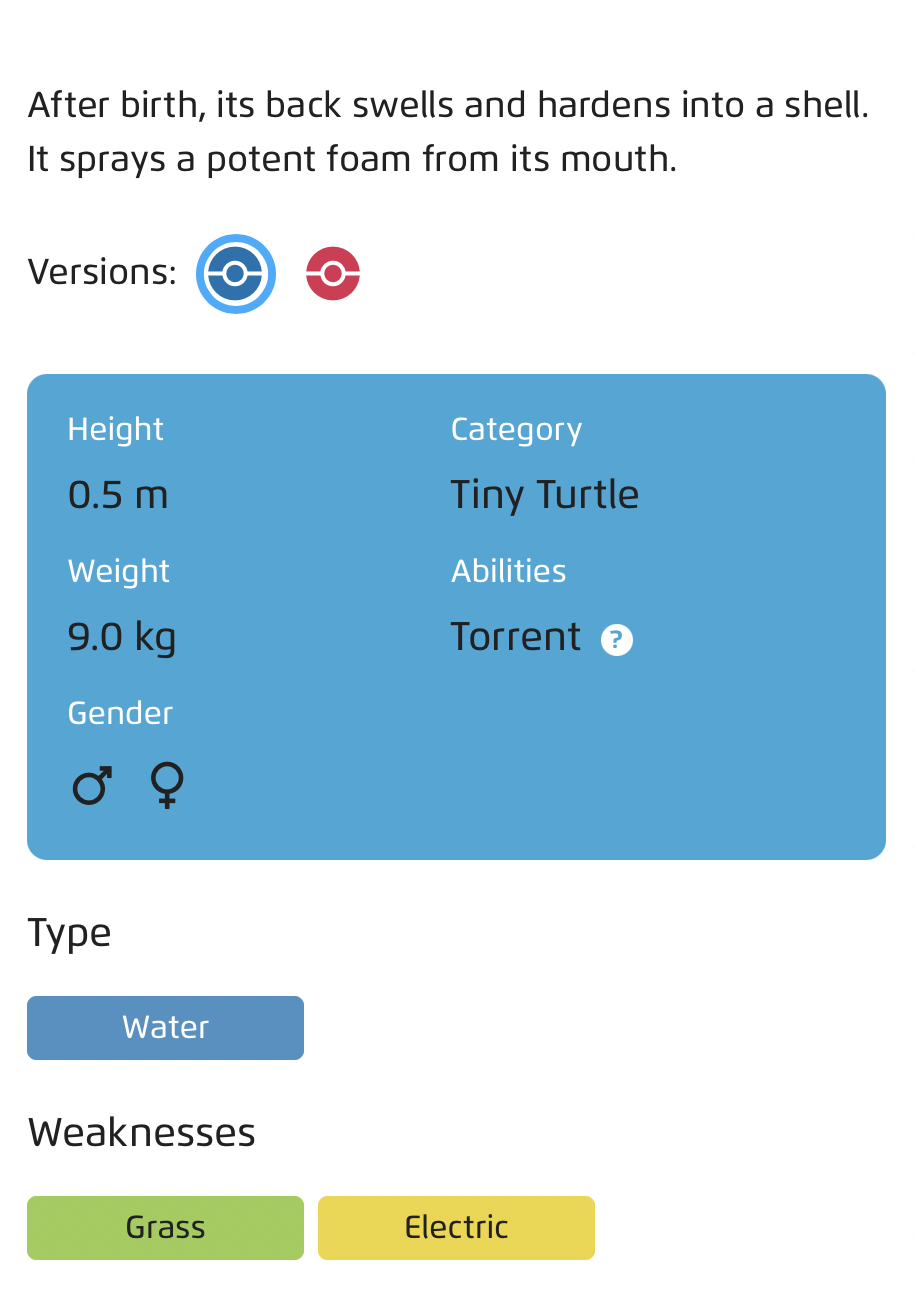 After birth, its back swells and hardens into a shell.
It sprays a potent foam from its mouth.
Versions:
Height
0.5 m
Weight
9.0 kg
Gender
♂ ♀
Category
Tiny Turtle
Abilities
Torrent ?
Type
Water
Weaknesses
Grass Electric